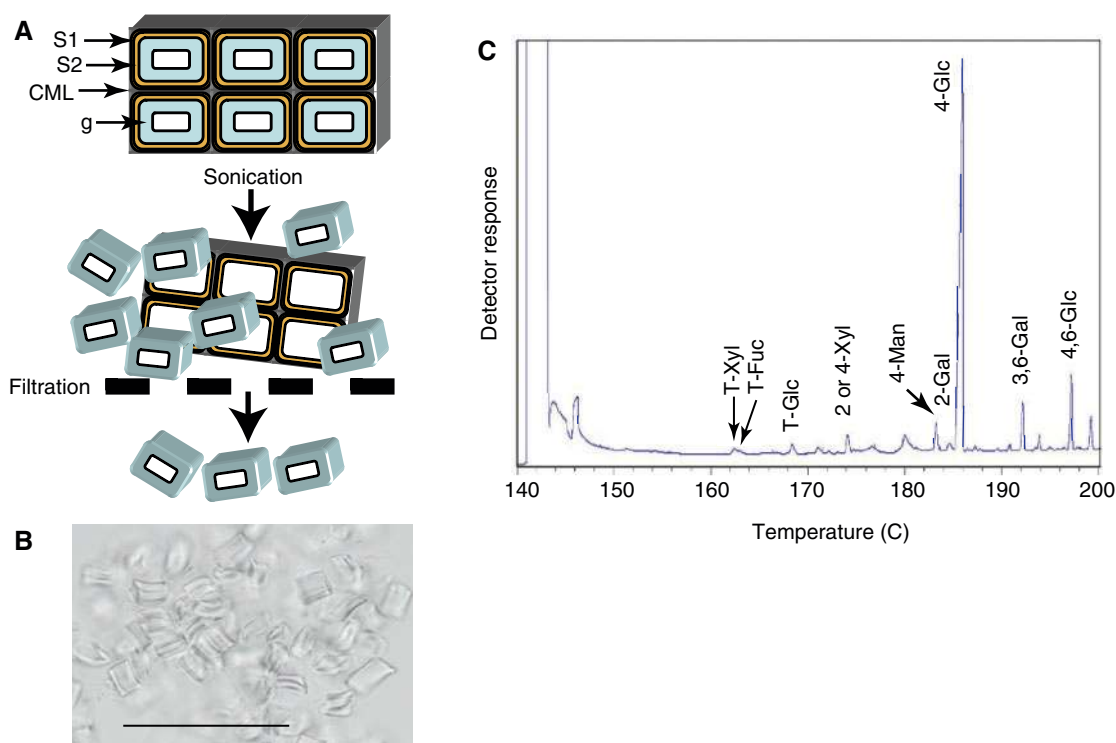 A
S1
S2
CML
g
Sonication
Filtration
B
C
Detector response
T-Xyl
T-Fuc
T-Glc
2 or 4-Xyl
4-Man
2-Gal
4-Glc
3,6-Gal
4,6-Glc
140 150 160 170 180 190 200
Temperature (C)